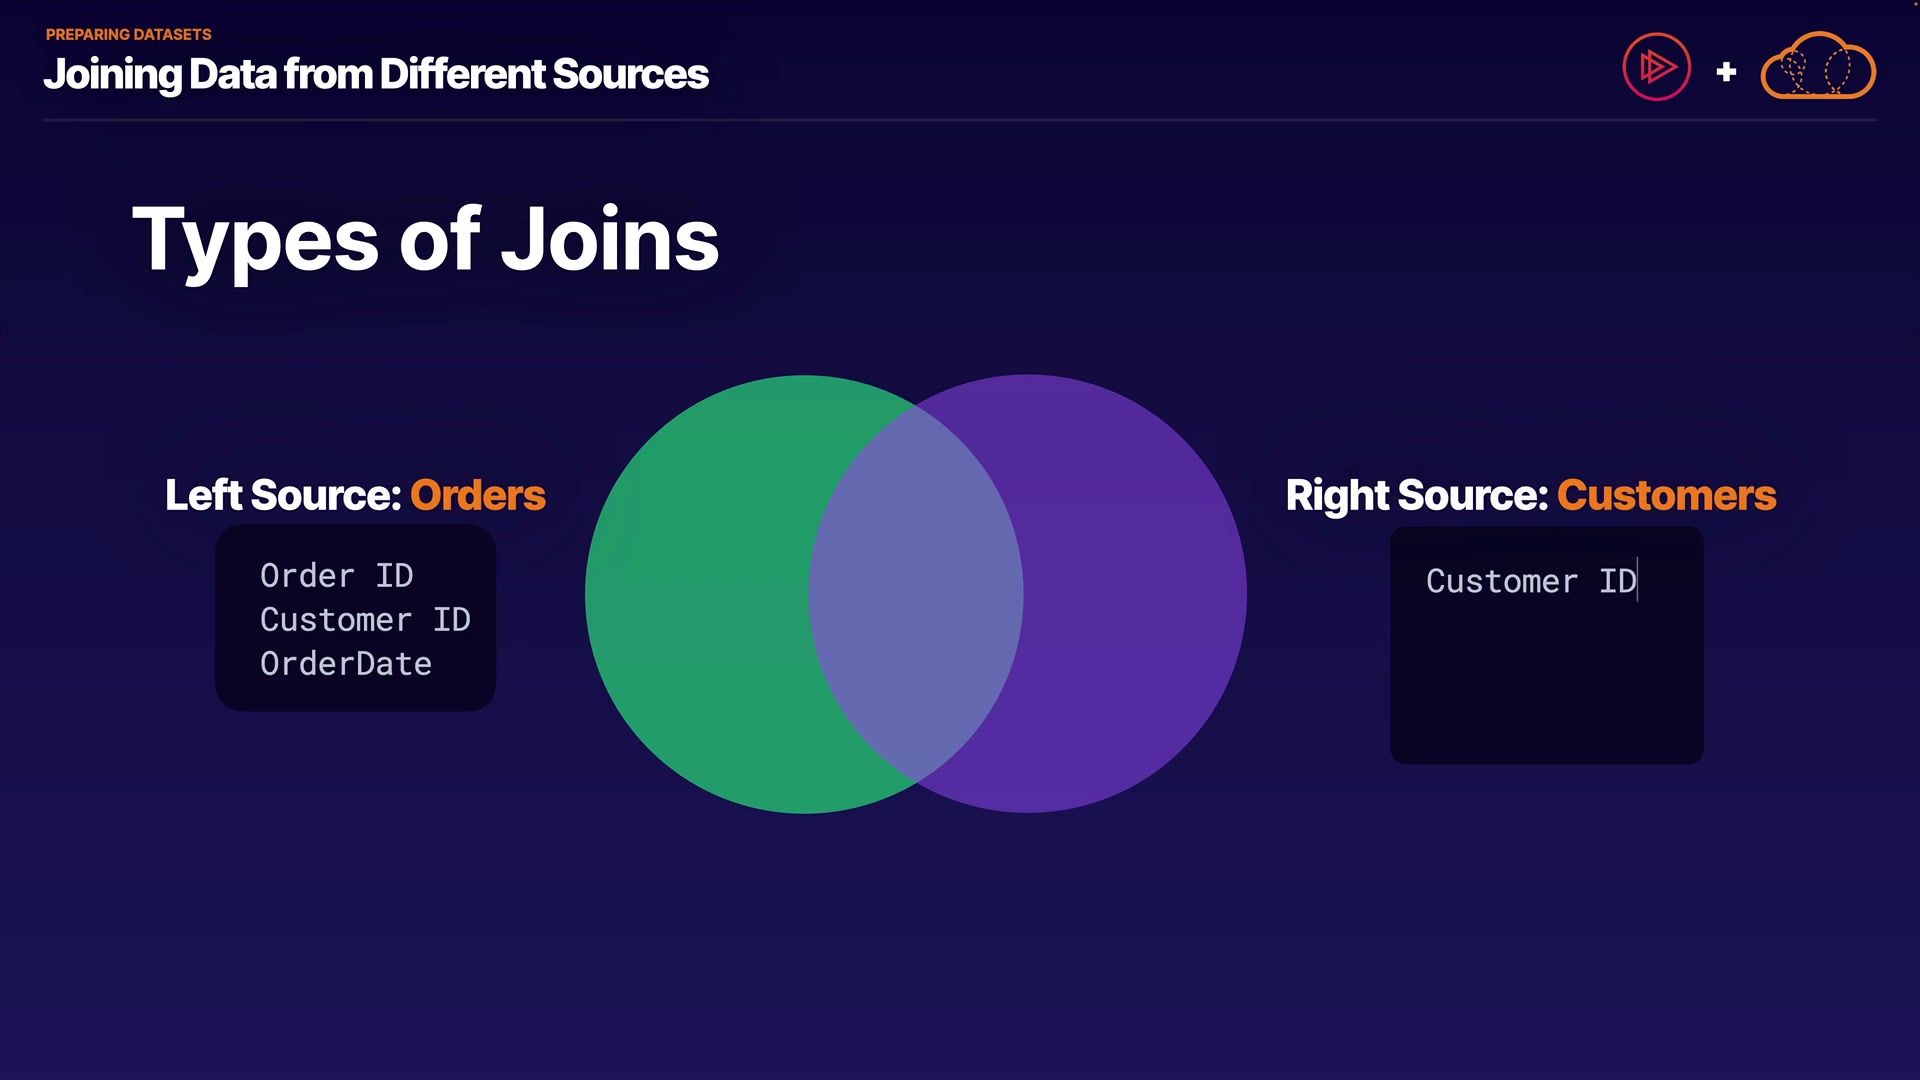 PREPARING DATASETS
Joining Data from Different Sources
+
Types of Joins
Left Source: Orders
Order ID
Customer ID
OrderDate
Right Source: Customers
Customer ID